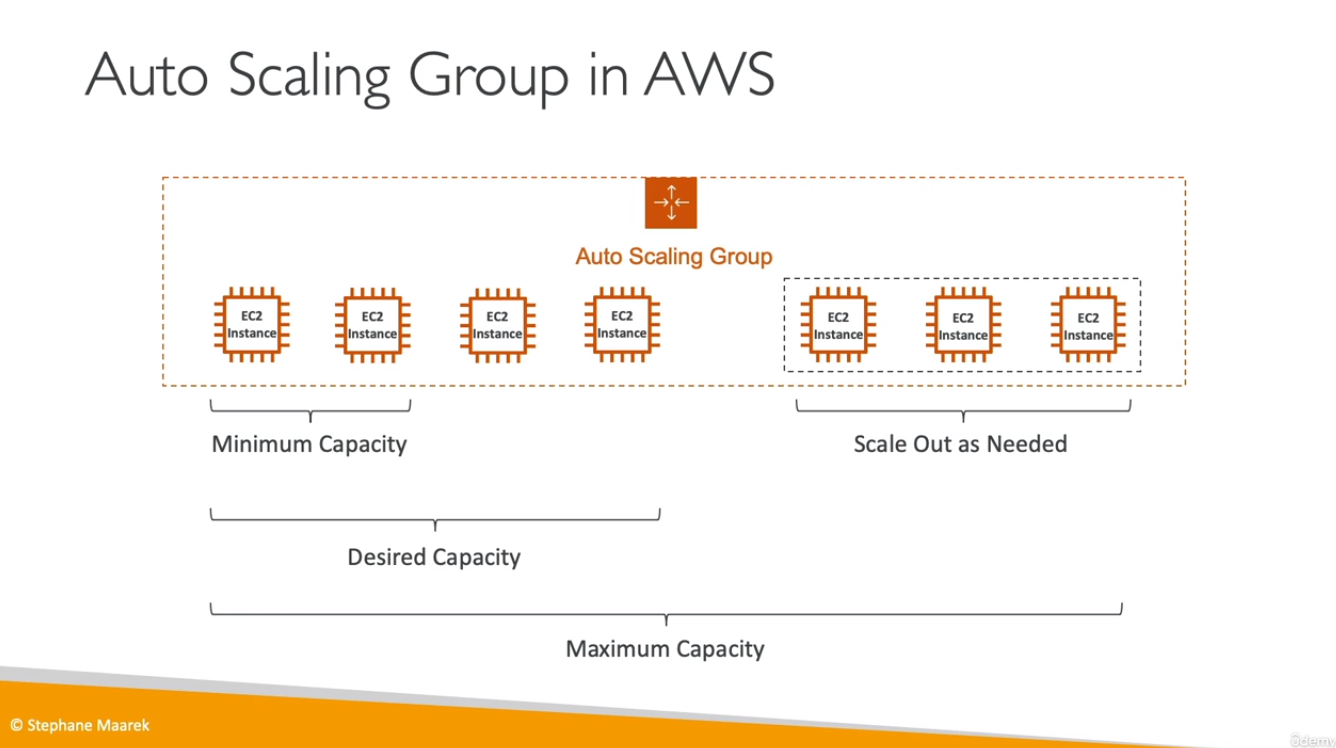 Auto Scaling Group in AWS
Auto Scaling Group
EC2
Instance
EC2
Instance
EC2
Instance
EC2
Instance
EC2
Instance
EC2
Instance
EC2
Instance
Minimum Capacity
Scale Out as Needed
Desired Capacity
Maximum Capacity
© Stephane Maarek
ûdemy